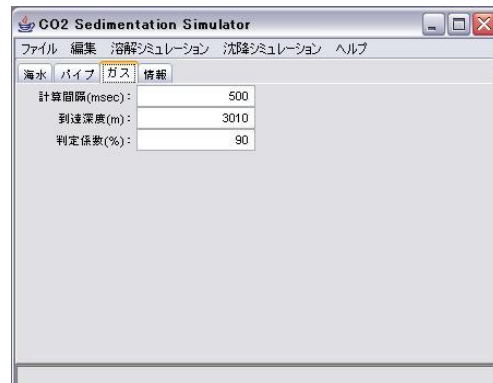 CO2 Sedimentation Simulator
ファイル 編集 溶解シミュレーション 沈降シミュレーション ヘルプ
海水 パイプ ガス 情報
計算間隔(msec): 500
到達深度(m): 3010
判定係数(%): 90